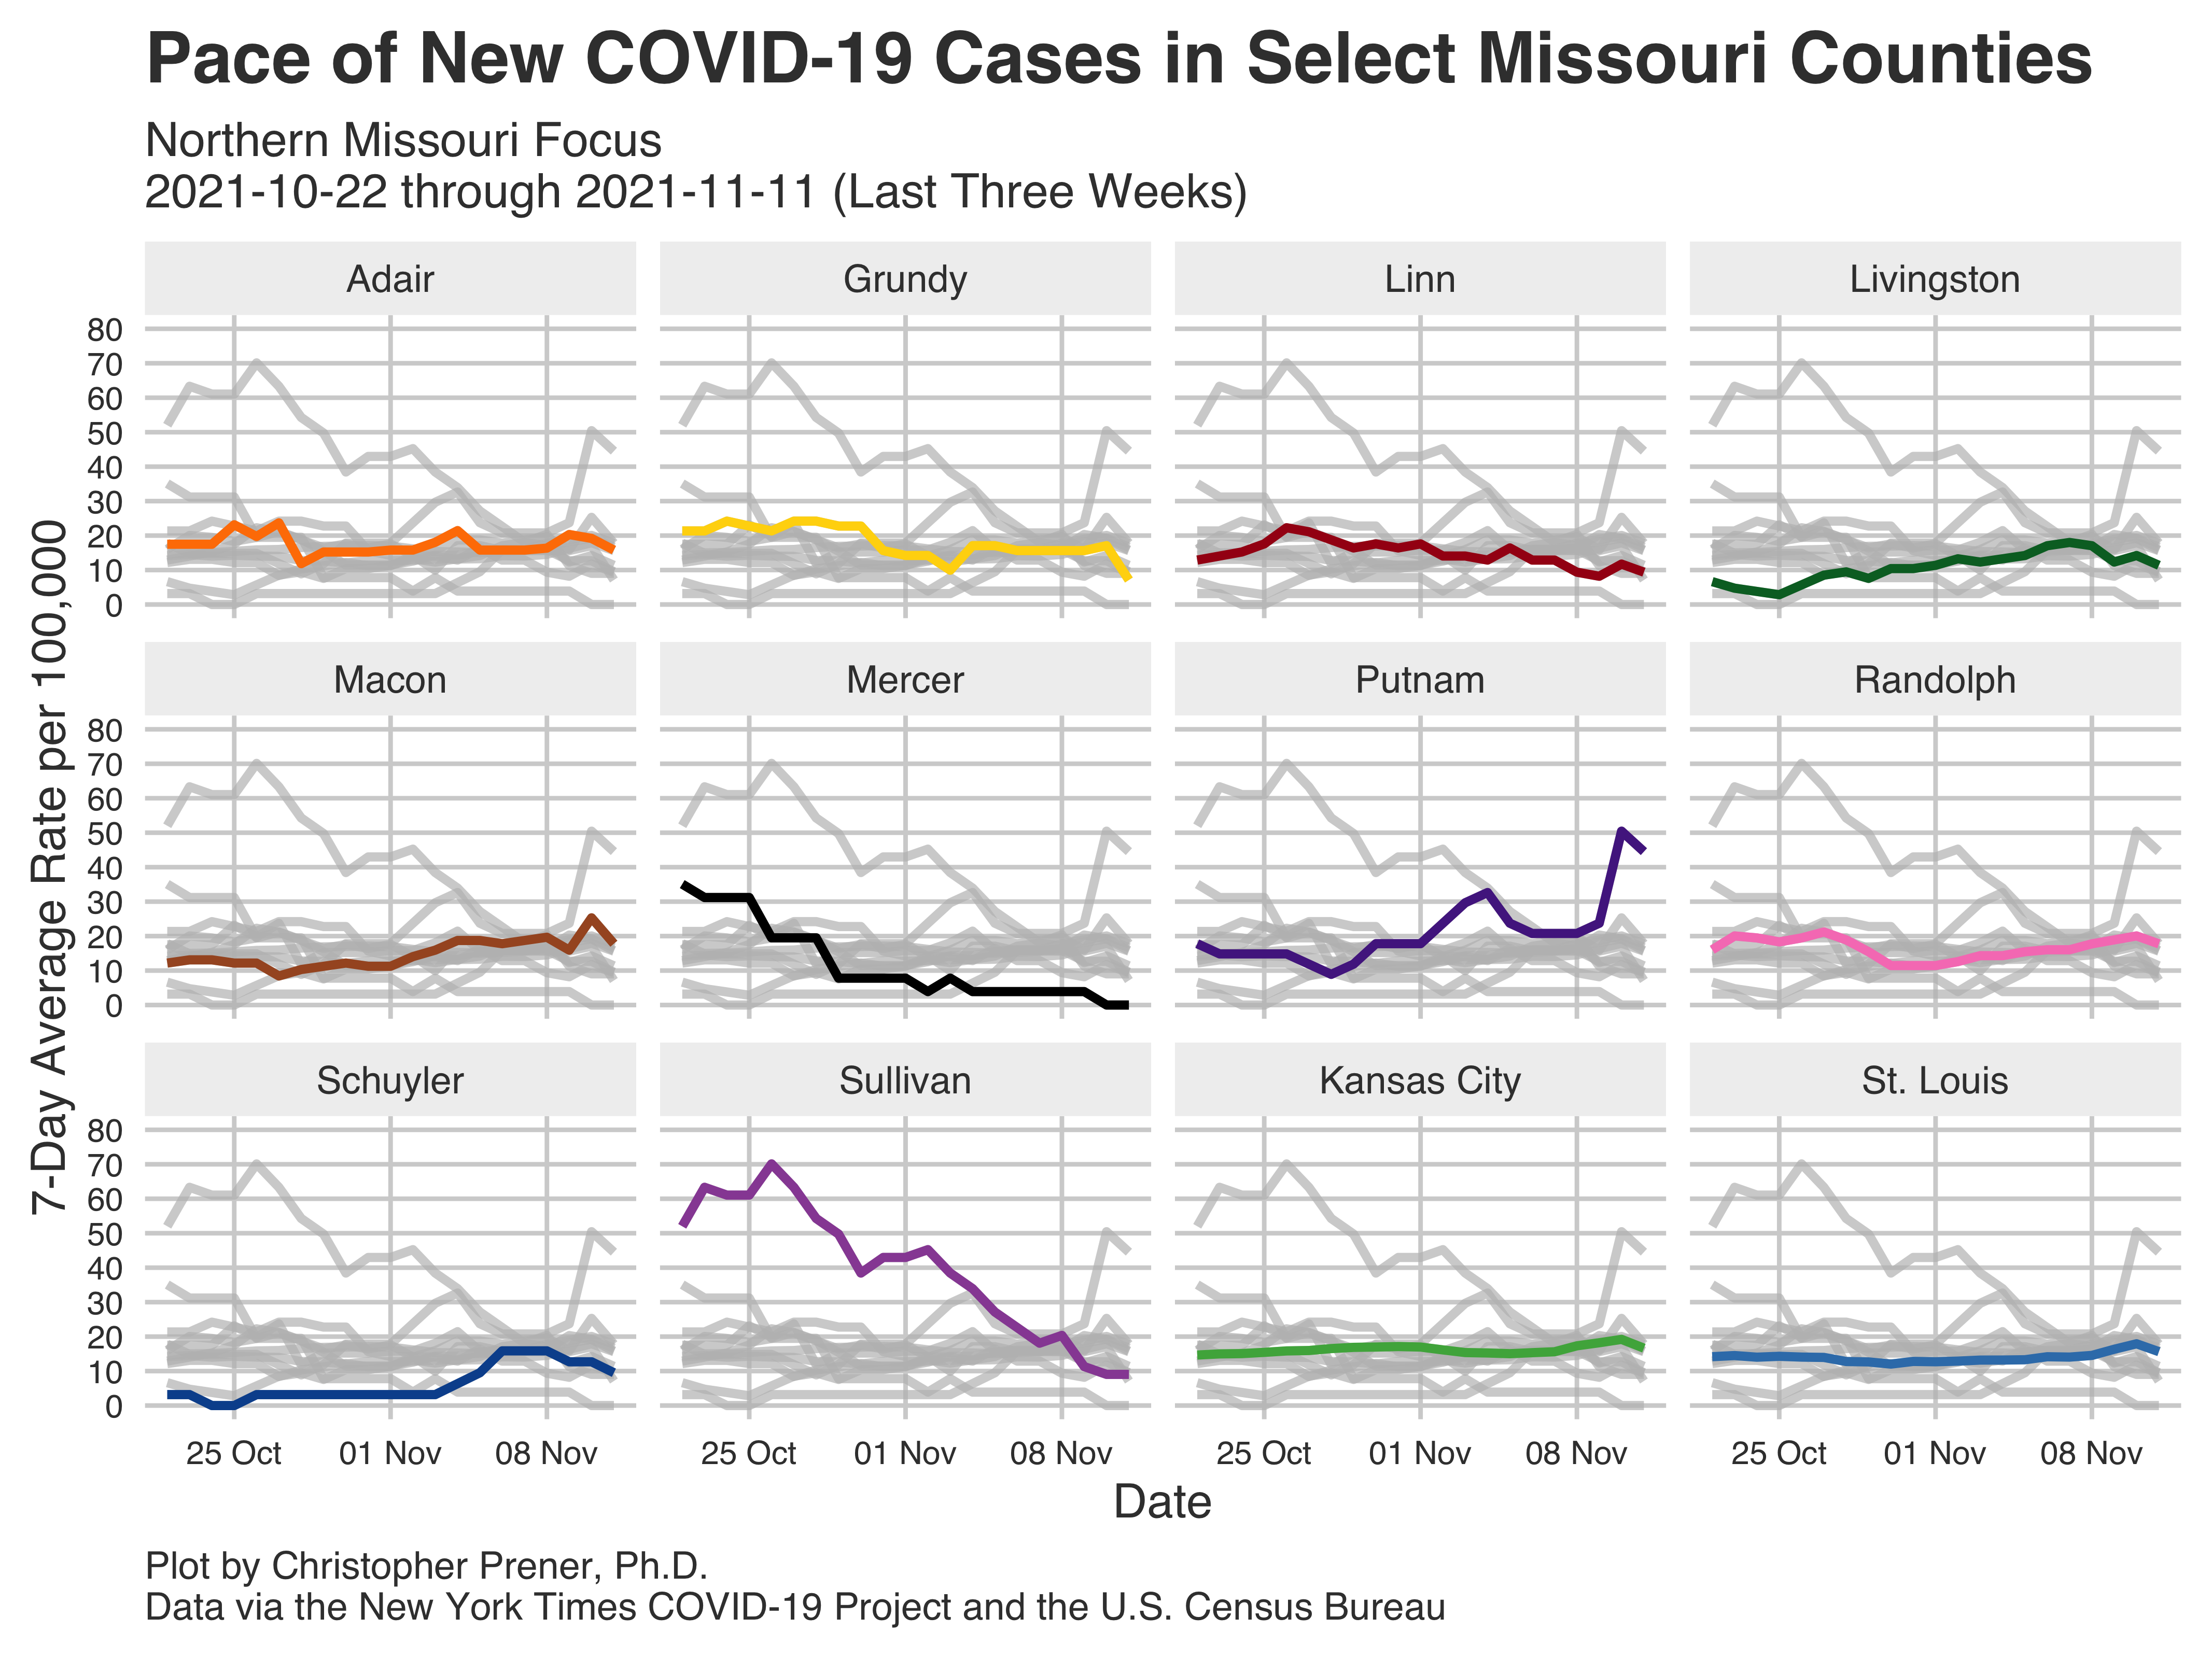 Pace of New COVID-19 Cases in Select Missouri Counties
Northern Missouri Focus
2021-10-22 through 2021-11-11 (Last Three Weeks)
7-Day Average Rate per 100,000
Adair
Grundy
Linn
Livingston
80
70
60
50
40
30
20
10
0
Macon
Mercer
Putnam
Randolph
80
70
60
50
40
30
20
10
0
Schuyler
Sullivan
Kansas City
St. Louis
80
70
60
50
40
30
20
10
0
25 Oct 01 Nov 08 Nov
25 Oct 01 Nov 08 Nov
25 Oct 01 Nov 08 Nov
25 Oct 01 Nov 08 Nov
Date
Plot by Christopher Prener, Ph.D.
Data via the New York Times COVID-19 Project and the U.S. Census Bureau